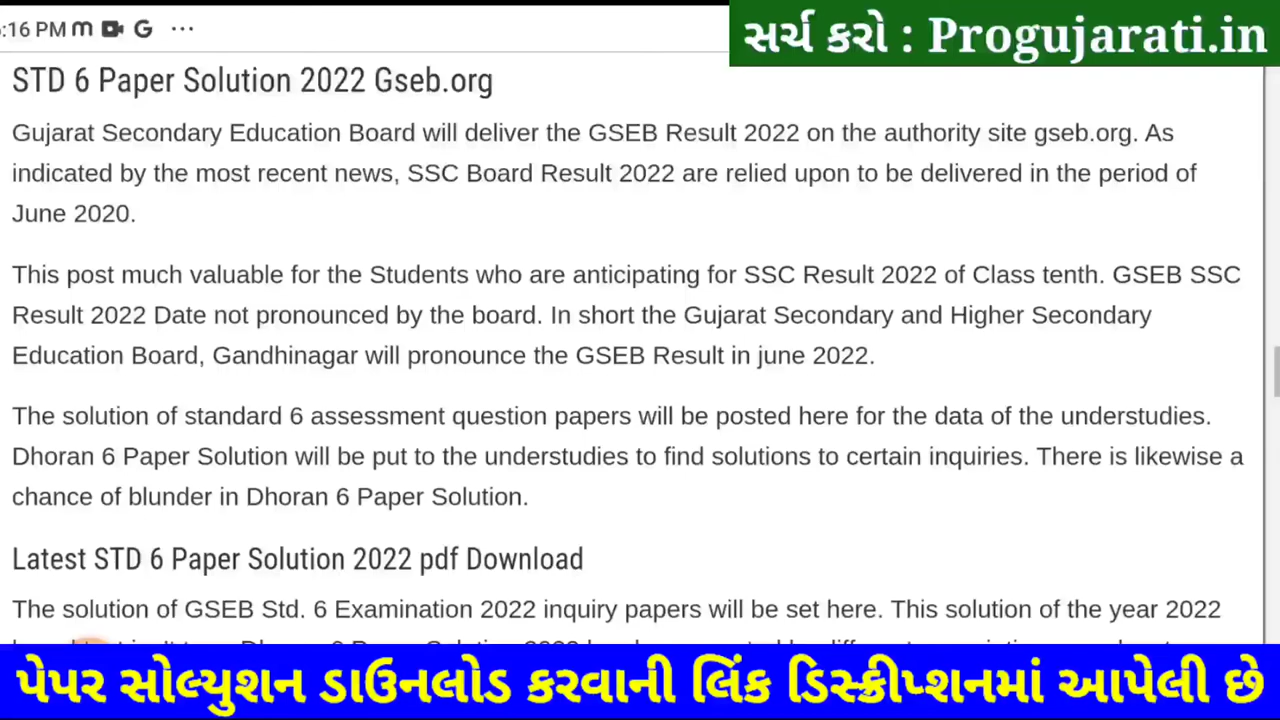 :16 PM
સર્ચ કરો : Progujarati.in
STD 6 Paper Solution 2022 Gseb.org
Gujarat Secondary Education Board will deliver the GSEB Result 2022 on the authority site gseb.org. As
indicated by the most recent news, SSC Board Result 2022 are relied upon to be delivered in the period of
June 2020.
This post much valuable for the Students who are anticipating for SSC Result 2022 of Class tenth. GSEB SSC
Result 2022 Date not pronounced by the board. In short the Gujarat Secondary and Higher Secondary
Education Board, Gandhinagar will pronounce the GSEB Result in june 2022.
The solution of standard 6 assessment question papers will be posted here for the data of the understudies.
Dhoran 6 Paper Solution will be put to the understudies to find solutions to certain inquiries. There is likewise a
chance of blunder in Dhoran 6 Paper Solution.
Latest STD 6 Paper Solution 2022 pdf Download
The solution of GSEB Std. 6 Examination 2022 inquiry papers will be set here. This solution of the year 2022
પેપર સોલ્યુશન ડાઉનલોડ કરવાની લિંક ડિસ્ક્રીપ્શનમાં આપેલી છે